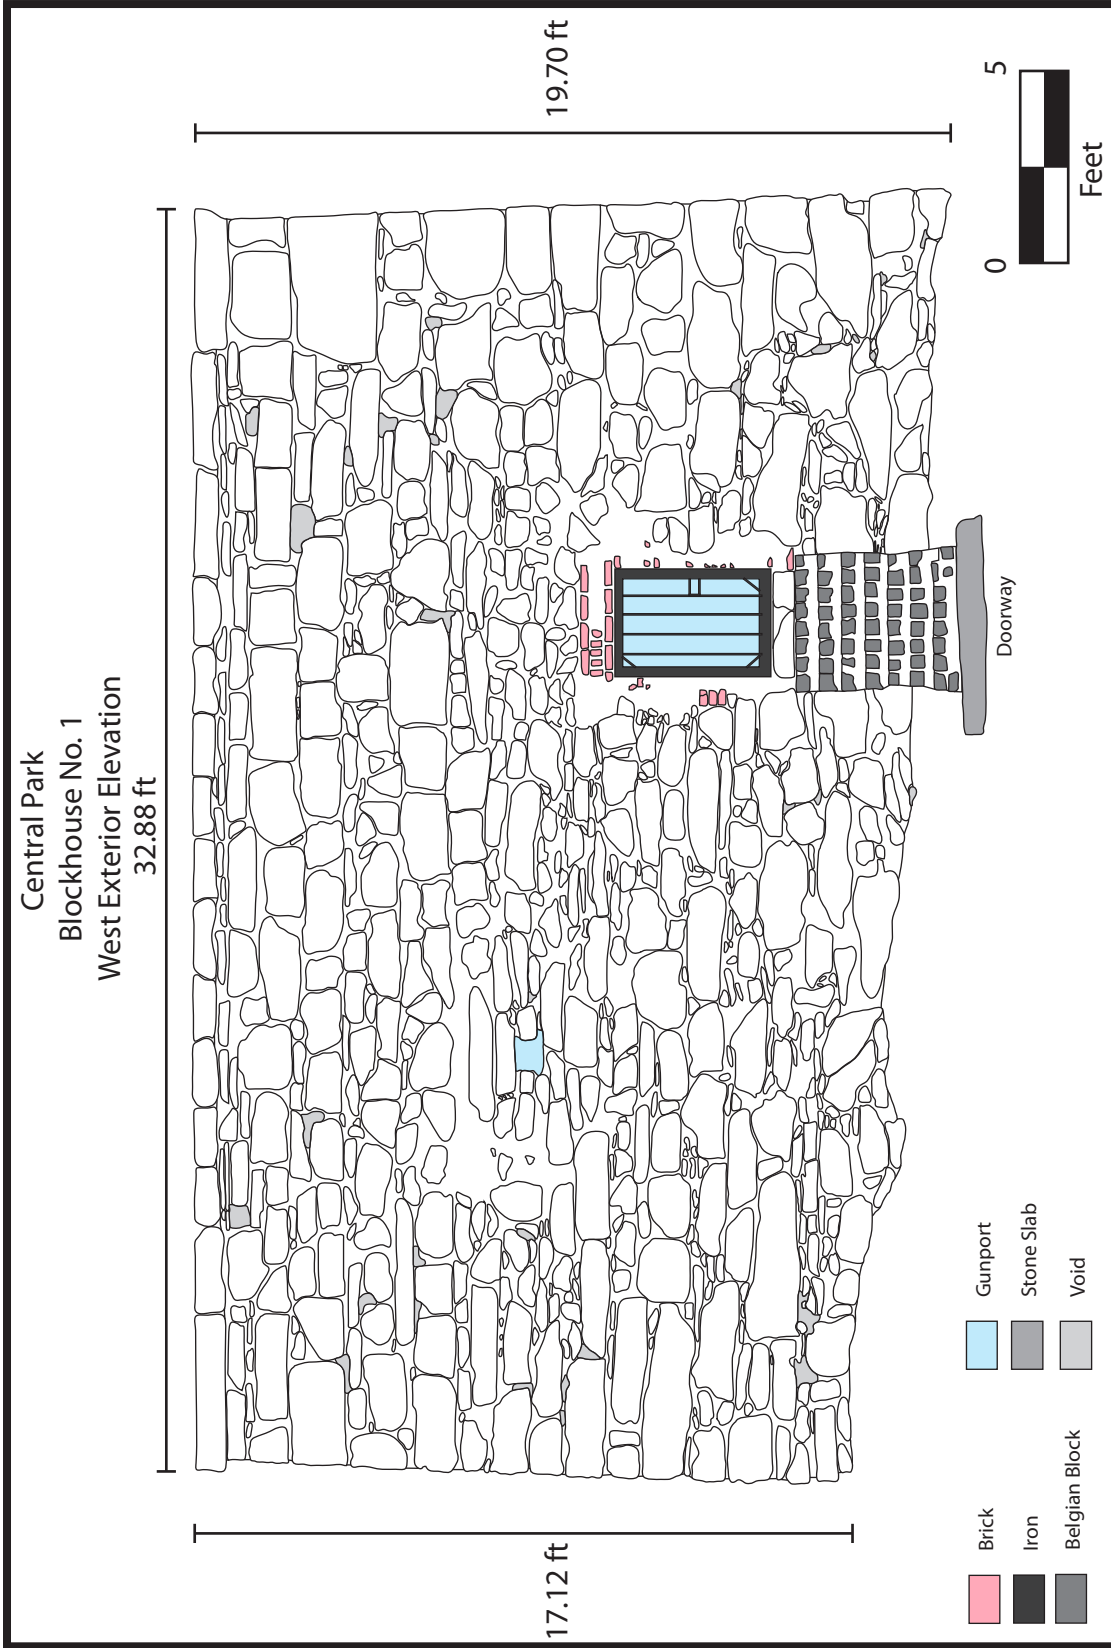 Central Park
Blockhouse No. 1
West Exterior Elevation
32.88 ft
17.12 ft
19.70 ft
Doorway
Brick
Iron
Belgian Block
Gunport
Stone Slab
Void
0 5
Feet